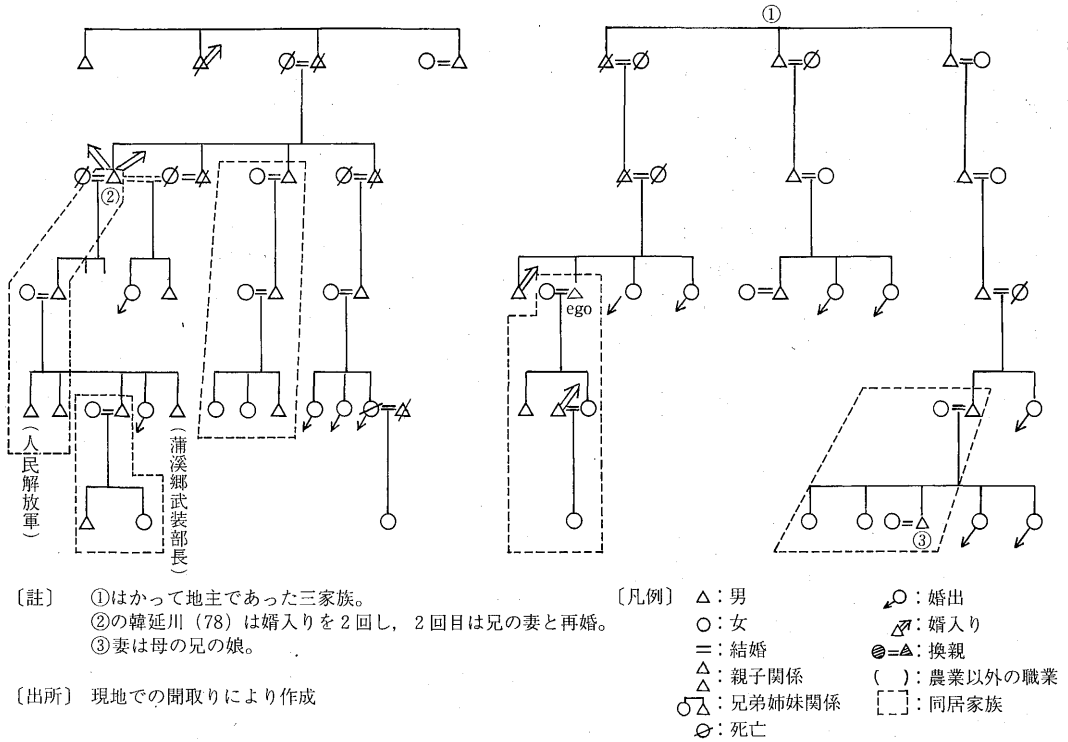 ①
②
ego
（人民解放軍）
（蒲溪郷武装部長）
③
〔註〕 ①はかって地主であった三家族。
②の韓延川（78）は婿入りを2回し，2回目は兄の妻と再婚。
③妻は母の兄の娘。
〔出所〕 現地での聞取りにより作成
〔凡例〕 △：男
○：女
＝：結婚
：親子関係
：兄弟姉妹関係
：死亡
：婚出
：婿入り
：換親
（ ）：農業以外の職業
：同居家族